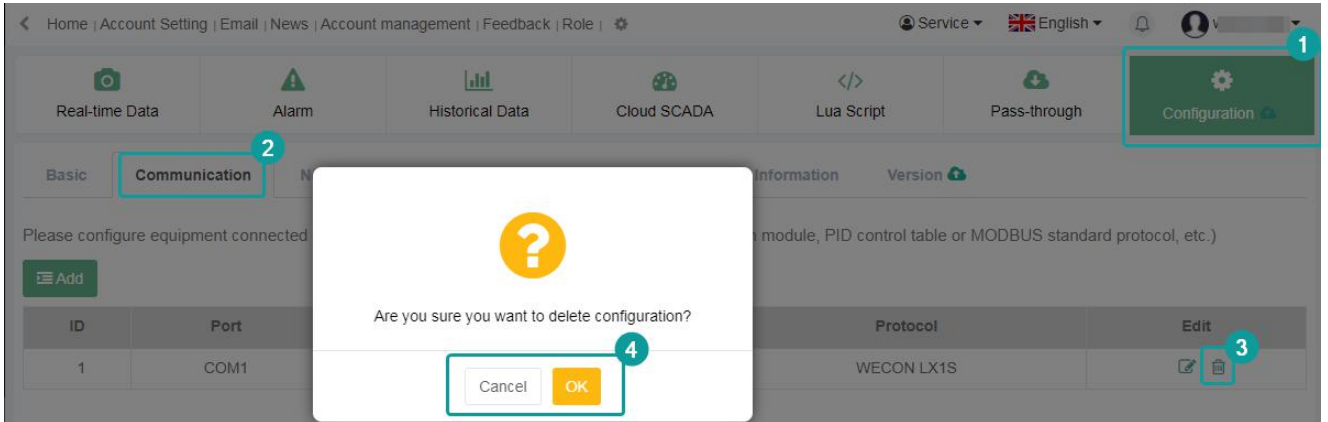 Home | Account Setting | Email | News | Account management | Feedback | Role |
Service English
1
Real-time Data Alarm Historical Data Cloud SCADA Lua Script Pass-through Configuration
2
Basic Communication Information Version
Please configure equipment connected module, PID control table or MODBUS standard protocol, etc.)
Add
?
Are you sure you want to delete configuration?
ID Port Protocol Edit
4
3
1 COM1 WECON LX1S
Cancel OK